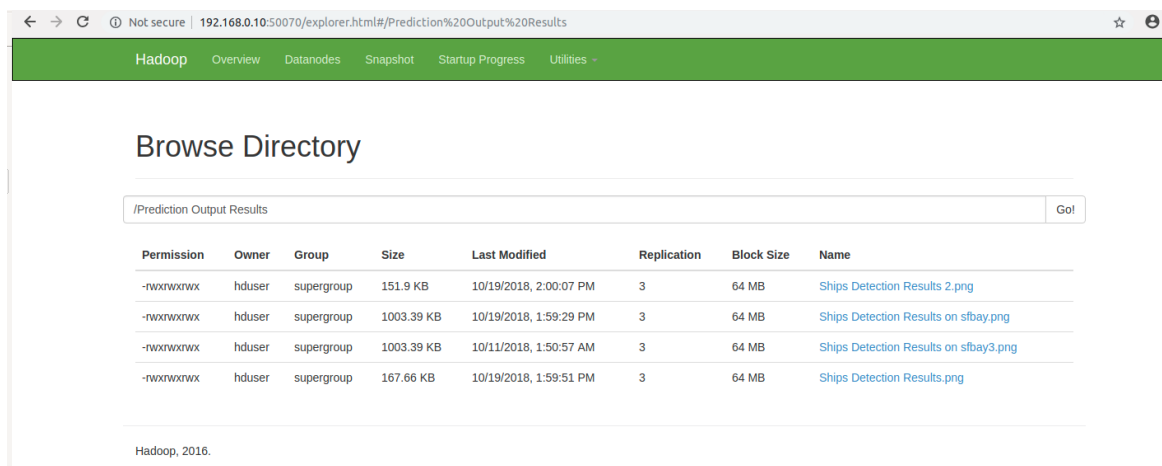 Not secure 192.168.0.10:50070/explorer.html#/Prediction%20Output%20Results
Hadoop Overview Datanodes Snapshot Startup Progress Utilities
Browse Directory
/Prediction Output Results Go!
Permission Owner Group Size Last Modified Replication Block Size Name
-rwxrwxrwx hduser supergroup 151.9 KB 10/19/2018, 2:00:07 PM 3 64 MB Ships Detection Results 2.png
-rwxrwxrwx hduser supergroup 1003.39 KB 10/19/2018, 1:59:29 PM 3 64 MB Ships Detection Results on sfbay.png
-rwxrwxrwx hduser supergroup 1003.39 KB 10/11/2018, 1:50:57 AM 3 64 MB Ships Detection Results on sfbay3.png
-rwxrwxrwx hduser supergroup 167.66 KB 10/19/2018, 1:59:51 PM 3 64 MB Ships Detection Results.png
Hadoop, 2016.